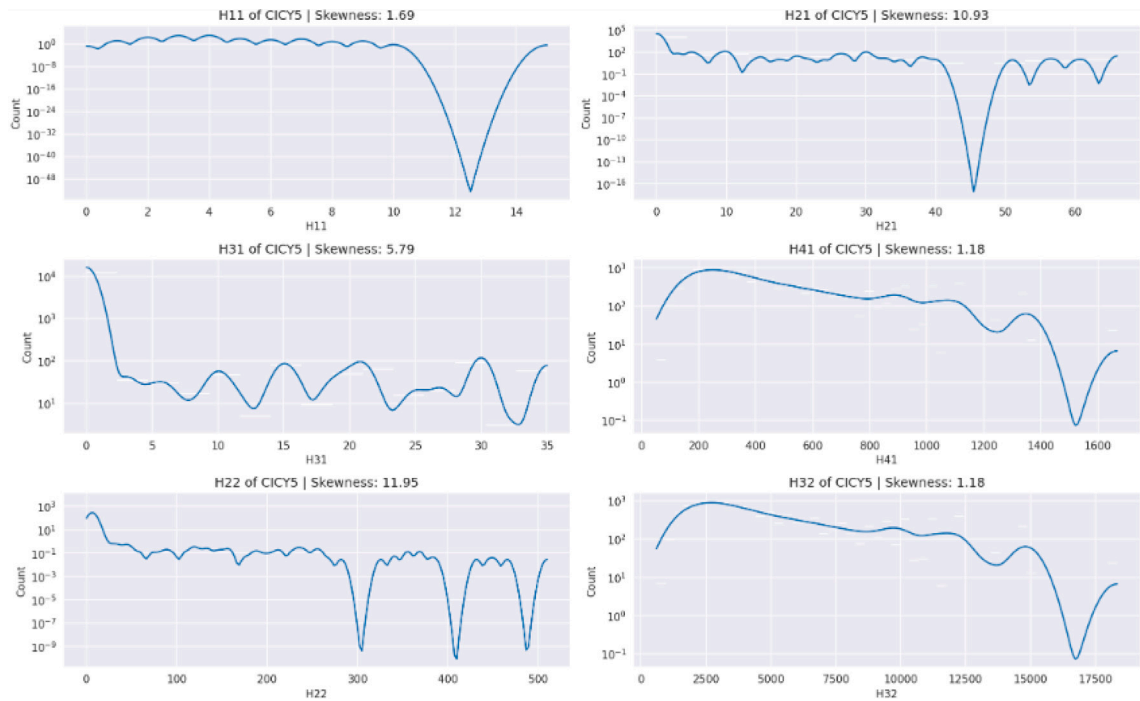 H11 of CICY5 | Skewness: 1.69
10^0
10^-8
10^-16
10^-24
10^-32
10^-40
10^-48
Count
0 2 4 6 8 10 12 14
H11
H21 of CICY5 | Skewness: 10.93
10^5
10^2
10^-1
10^-4
10^-7
10^-10
10^-13
10^-16
Count
0 10 20 30 40 50 60
H21
H31 of CICY5 | Skewness: 5.79
10^4
10^3
10^2
10^1
Count
0 5 10 15 20 25 30 35
H31
H41 of CICY5 | Skewness: 1.18
10^3
10^2
10^1
10^0
10^-1
Count
0 200 400 600 800 1000 1200 1400 1600
H41
H22 of CICY5 | Skewness: 11.95
10^3
10^1
10^-1
10^-3
10^-5
10^-7
10^-9
Count
0 100 200 300 400 500
H22
H32 of CICY5 | Skewness: 1.18
10^3
10^2
10^1
10^0
10^-1
Count
0 2500 5000 7500 10000 12500 15000 17500
H32